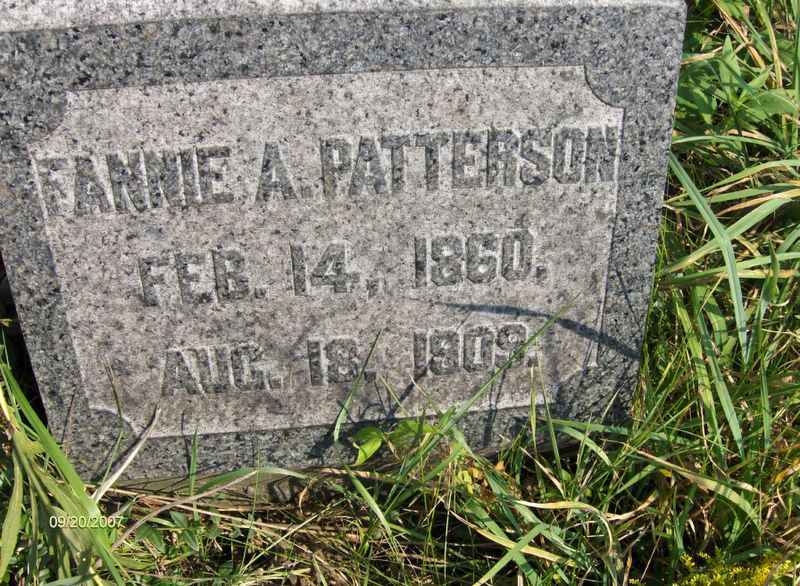 FANNIE A. PATTERSON
FEB. 14, 1860.
AUG. 18, 1909.
09/20/2007